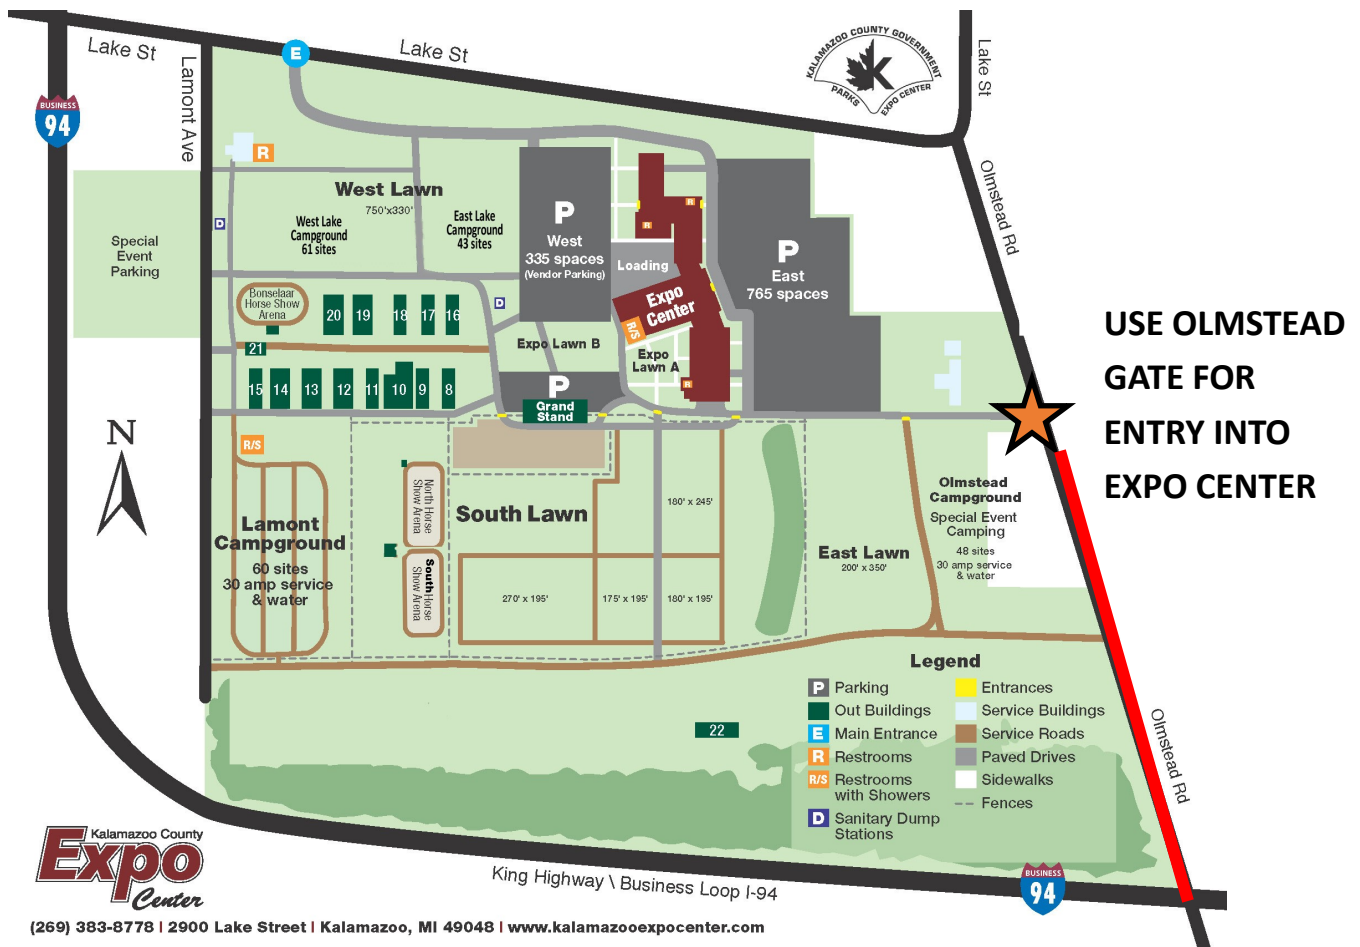 Lake St
Lake St
Lake St
Lamont Ave
BUSINESS
94
E
KALAMAZOO COUNTY GOVERNMENT
K
PARKS
EXPO CENTER
Olmstead Rd
R
West Lawn
750'x330'
West Lake
Campground
61 sites
East Lake
Campground
43 sites
D
Special
Event
Parking
P
West
335 spaces
(Vendor Parking)
R
R
Loading
P
East
765 spaces
Expo
Center
R/S
R
Bonselaar
Horse Show
Arena
20
19
18
17
16
D
21
Expo Lawn B
Expo
Lawn A
15
14
13
12
11
10
9
8
P
Grand
Stand
USE OLMSTEAD
GATE FOR
ENTRY INTO
EXPO CENTER
N
R/S
Lamont
Campground
60 sites
30 amp service
& water
North Horse
Show Arena
South Horse
Show Arena
South Lawn
180' x 245'
270' x 195'
175' x 195'
180' x 195'
East Lawn
200' x 350'
Olmstead
Campground
Special Event
Camping
48 sites
30 amp service
& water
22
Legend
P Parking
Out Buildings
E Main Entrance
R Restrooms
R/S Restrooms
with Showers
D Sanitary Dump
Stations
Entrances
Service Buildings
Service Roads
Paved Drives
Sidewalks
Fences
Olmstead Rd
King Highway \ Business Loop I-94
BUSINESS
94
Kalamazoo County
Expo
Center
(269) 383-8778 | 2900 Lake Street | Kalamazoo, MI 49048 | www.kalamazooexpocenter.com